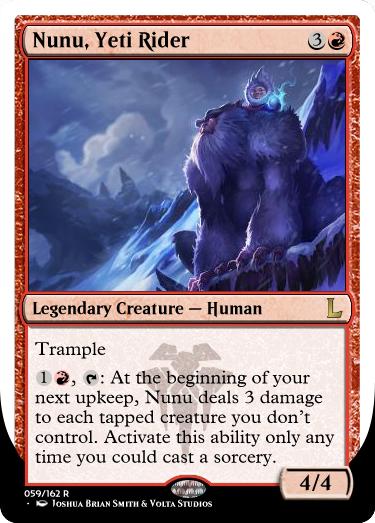 Nunu, Yeti Rider 3
Legendary Creature — Human L
Trample
1 , : At the beginning of your
next upkeep, Nunu deals 3 damage
to each tapped creature you don't
control. Activate this ability only any
time you could cast a sorcery.
4/4
059/162 R
Joshua Brian Smith & Volta Studios